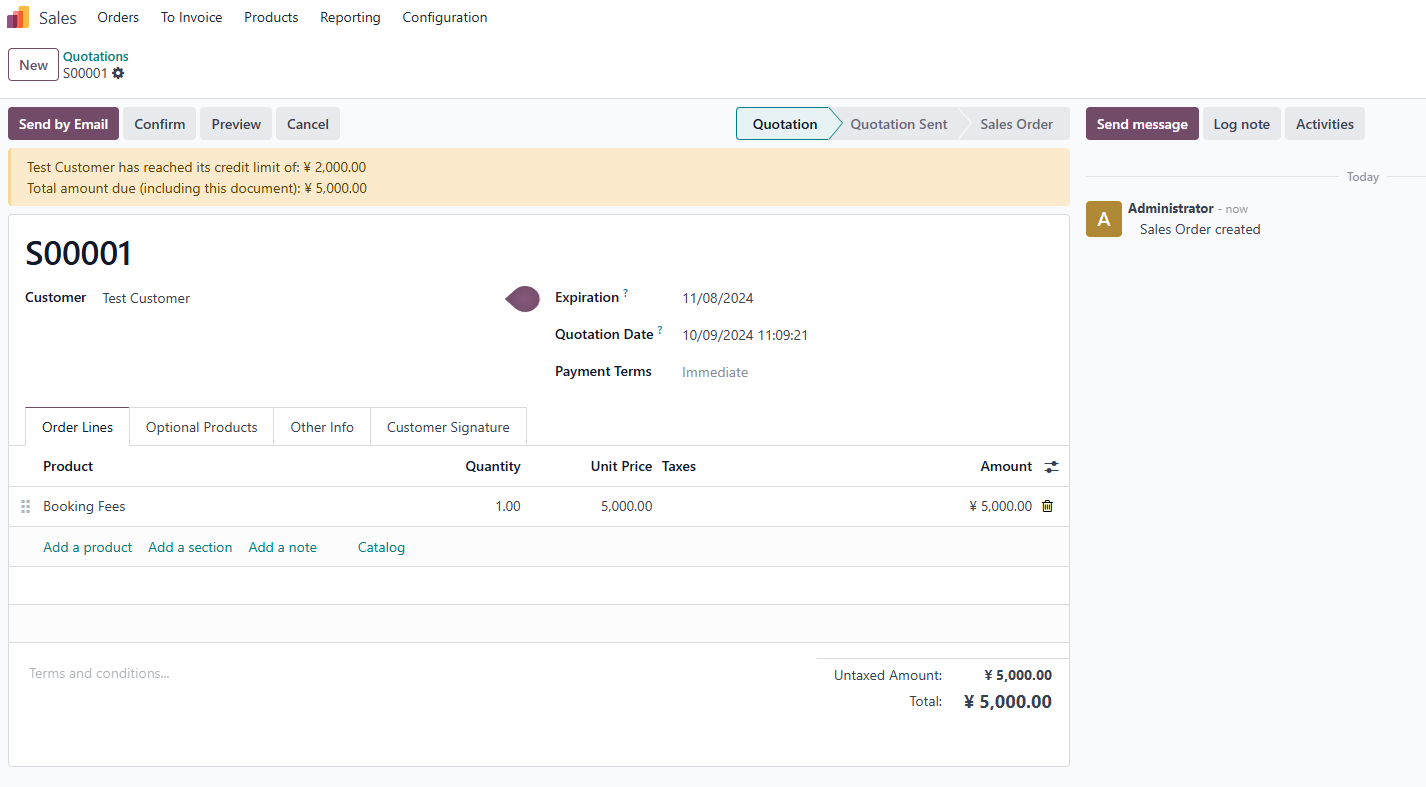 Sales Orders To Invoice Products Reporting Configuration
New Quotations
S00001
Send by Email Confirm Preview Cancel Quotation Quotation Sent Sales Order Send message Log note Activities
Test Customer has reached its credit limit of: ¥ 2,000.00
Total amount due (including this document): ¥ 5,000.00
Today
A Administrator - now
Sales Order created
S00001
Customer Test Customer
Expiration ? 11/08/2024
Quotation Date ? 10/09/2024 11:09:21
Payment Terms Immediate
Order Lines Optional Products Other Info Customer Signature
Product Quantity Unit Price Taxes Amount
Booking Fees 1.00 5,000.00 ¥ 5,000.00
Add a product Add a section Add a note Catalog
Terms and conditions...
Untaxed Amount: ¥ 5,000.00
Total: ¥ 5,000.00